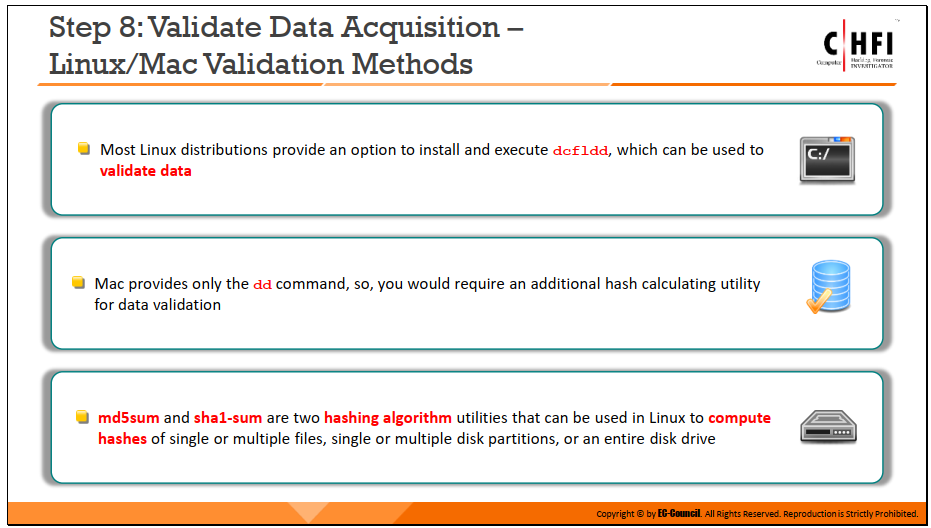 Step 8: Validate Data Acquisition –
Linux/Mac Validation Methods
C|HFI
Computer Hacking Forensic
INVESTIGATOR
Most Linux distributions provide an option to install and execute dcfldd, which can be used to
validate data
C:/
Mac provides only the dd command, so, you would require an additional hash calculating utility
for data validation
md5sum and sha1-sum are two hashing algorithm utilities that can be used in Linux to compute
hashes of single or multiple files, single or multiple disk partitions, or an entire disk drive
Copyright © by EC-Council. All Rights Reserved. Reproduction is Strictly Prohibited.